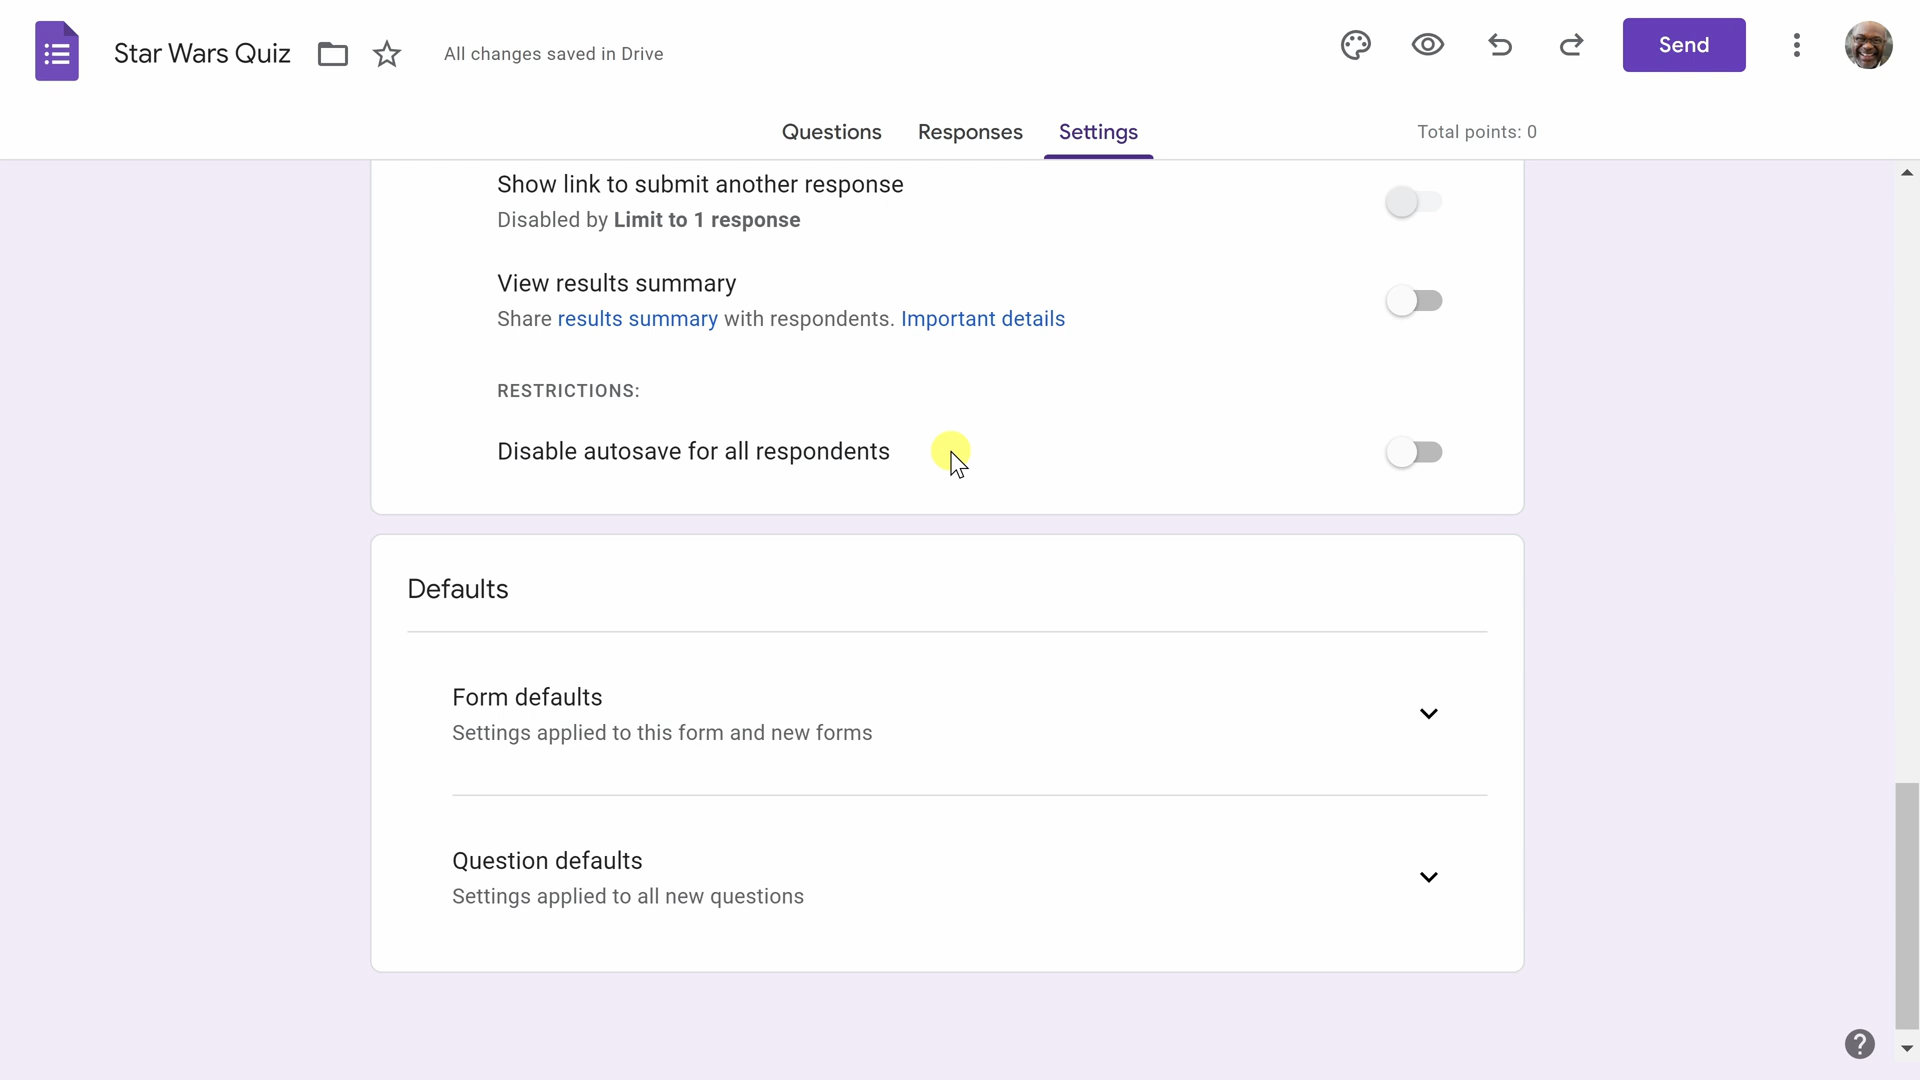 Star Wars Quiz
All changes saved in Drive
Send
Questions
Responses
Settings
Total points: 0
Show link to submit another response
Disabled by Limit to 1 response
View results summary
Share results summary with respondents. Important details
RESTRICTIONS:
Disable autosave for all respondents
Defaults
Form defaults
Settings applied to this form and new forms
Question defaults
Settings applied to all new questions